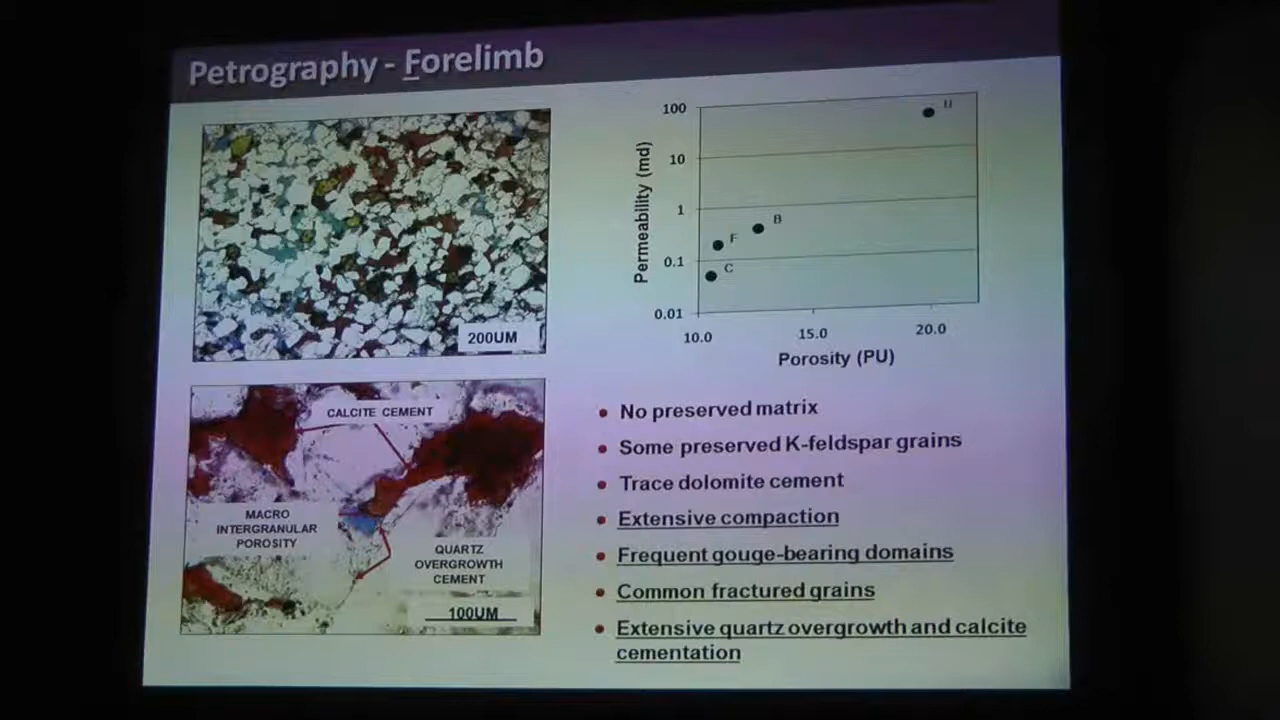 Petrography - Forelimb
200UM
CALCITE CEMENT
MACRO
INTERGRANULAR
POROSITY
QUARTZ
OVERGROWTH
CEMENT
100UM
100
10
1
0.1
0.01
Permeability (md)
B
F
C
10.0 15.0 20.0
Porosity (PU)
• No preserved matrix
• Some preserved K-feldspar grains
• Trace dolomite cement
• Extensive compaction
• Frequent gouge-bearing domains
• Common fractured grains
• Extensive quartz overgrowth and calcite
cementation